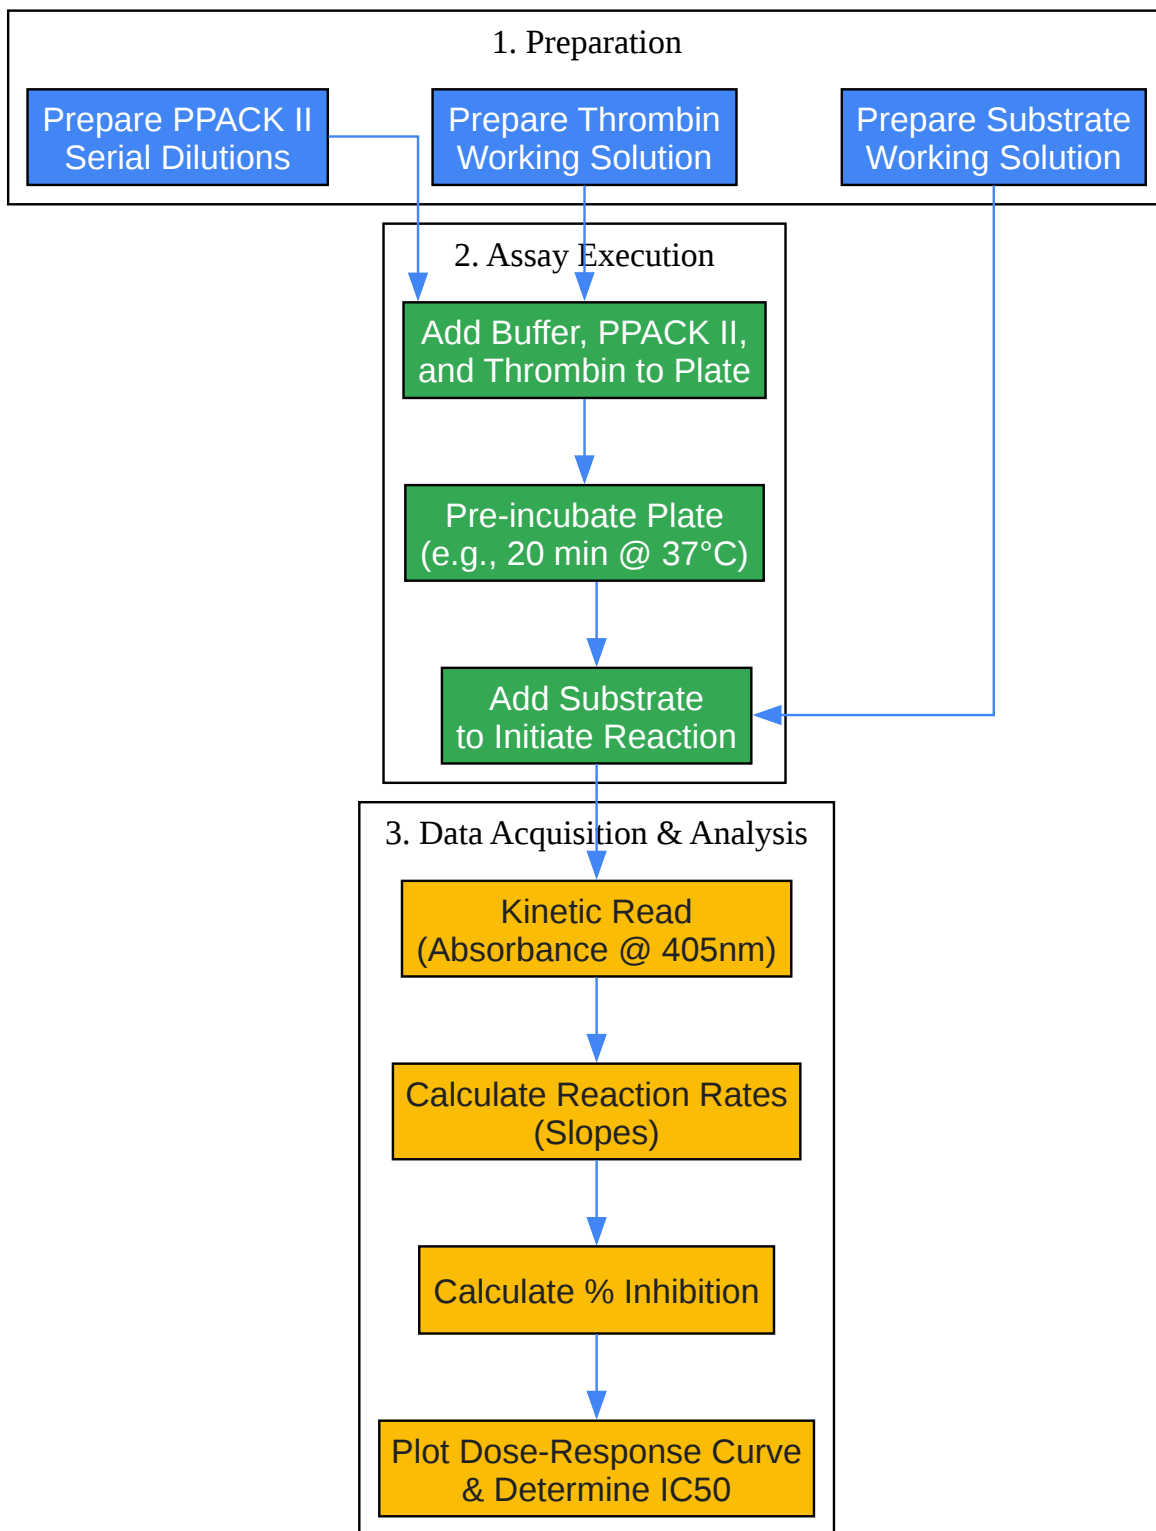 1. Preparation
Prepare PPACK II
Serial Dilutions
Prepare Thrombin
Working Solution
Prepare Substrate
Working Solution
2. Assay Execution
Add Buffer, PPACK II,
and Thrombin to Plate
Pre-incubate Plate
(e.g., 20 min @ 37°C)
Add Substrate
to Initiate Reaction
3. Data Acquisition & Analysis
Kinetic Read
(Absorbance @ 405nm)
Calculate Reaction Rates
(Slopes)
Calculate % Inhibition
Plot Dose-Response Curve
& Determine IC50